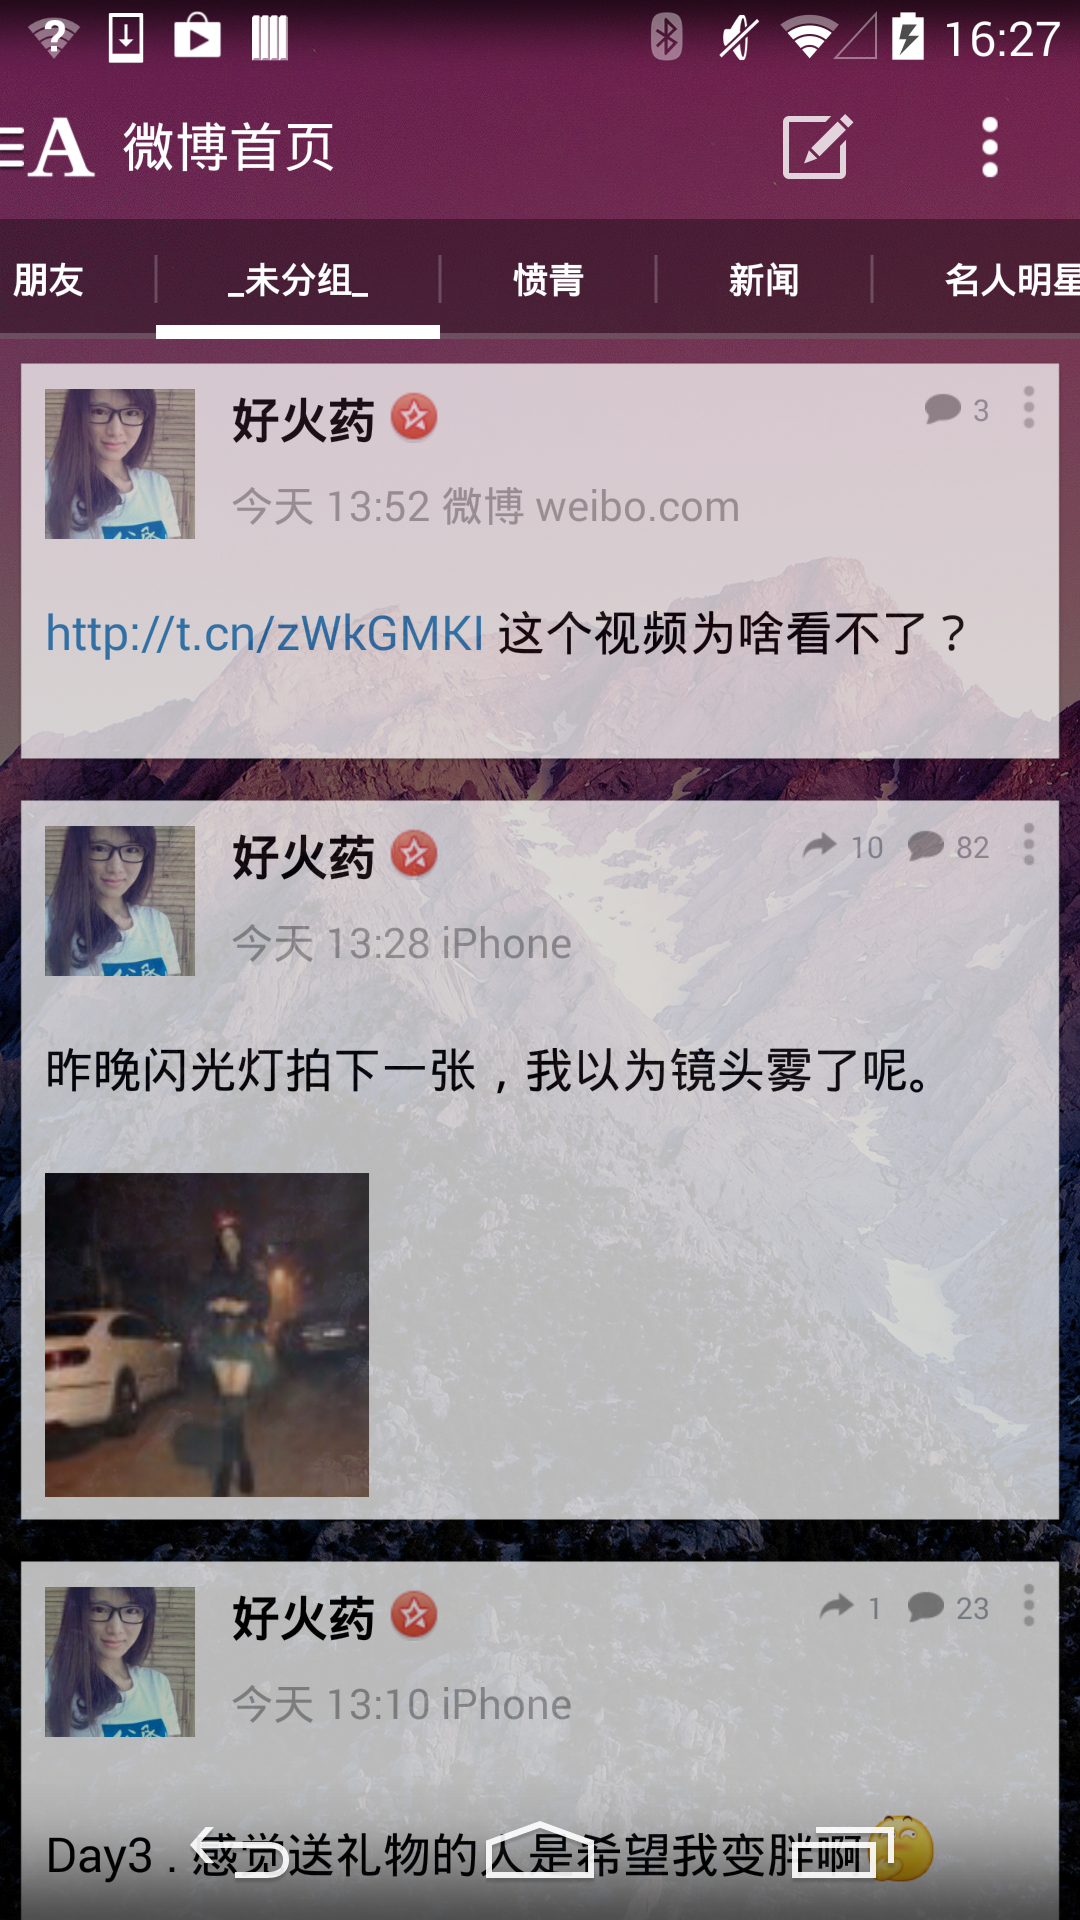 16:27
A 微博首页
朋友 _未分组_ 愤青 新闻 名人明星
好火药 3
今天 13:52 微博 weibo.com
http://t.cn/zWkGMKI 这个视频为啥看不了？
好火药 10 82
今天 13:28 iPhone
昨晚闪光灯拍下一张，我以为镜头雾了呢。
好火药 1 23
今天 13:10 iPhone
Day3 . 感觉送礼物的人是希望我变胖啊